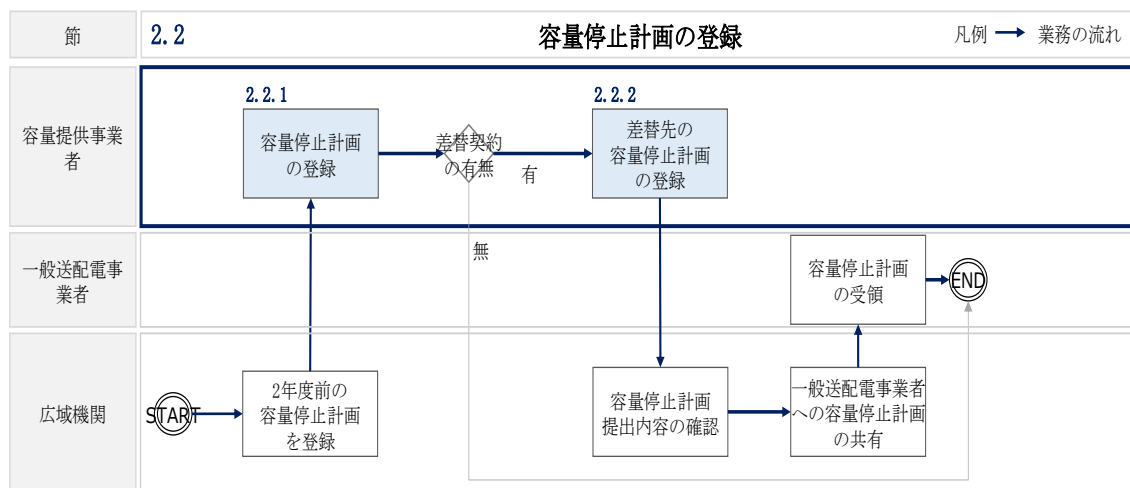 節
2.2
容量停止計画の登録
凡例
業務の流れ
容量提供事業
者
2.2.1
容量停止計画
の登録
差替契約
の有無
有
無
2.2.2
差替先の
容量停止計画
の登録
一般送配電事
業者
容量停止計画
の受領
END
広域機関
START
2年度前の
容量停止計画
を登録
容量停止計画
提出内容の確認
一般送配電事業者
への容量停止計画
の共有